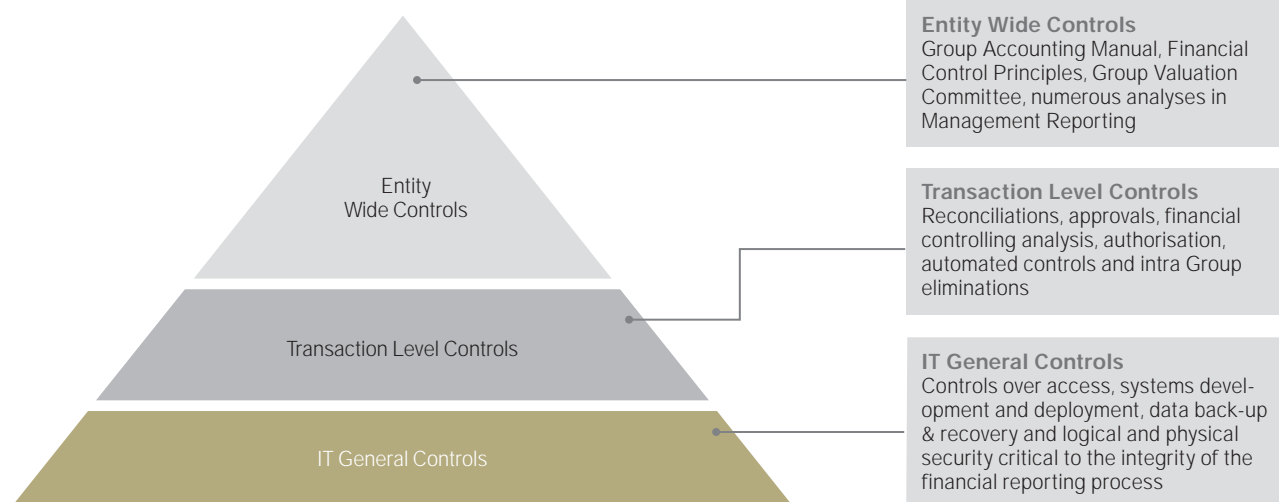 Entity
Wide Controls
Transaction Level Controls
IT General Controls
Entity Wide Controls
Group Accounting Manual, Financial
Control Principles, Group Valuation
Committee, numerous analyses in
Management Reporting
Transaction Level Controls
Reconciliations, approvals, financial
controlling analysis, authorisation,
automated controls and intra Group
eliminations
IT General Controls
Controls over access, systems devel-
opment and deployment, data back-up
& recovery and logical and physical
security critical to the integrity of the
financial reporting process